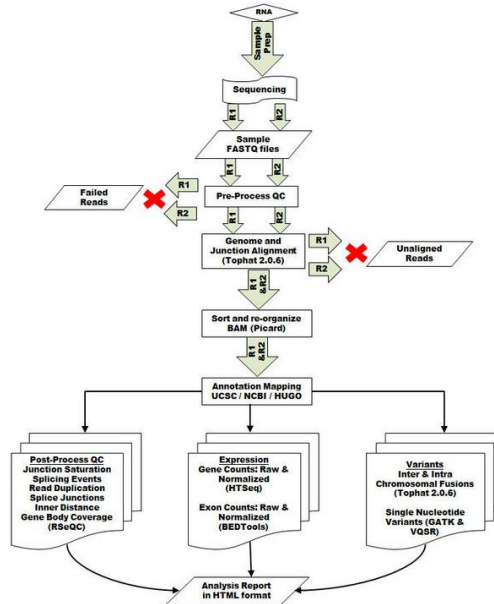 RNA
Sample
Prep
Sequencing
R1
R2
Sample
FASTQ files
R1
R2
Failed
Reads
R1
R2
Pre-Process QC
R1
R2
Genome and
Junction Alignment
(Tophat 2.0.6)
R1
R2
Unaligned
Reads
R1
&R2
Sort and re-organize
BAM (Picard)
R1
&R2
Annotation Mapping
UCSC / NCBI / HUGO
Post-Process QC
Junction Saturation
Splicing Events
Read Duplication
Splice Junctions
Inner Distance
Gene Body Coverage
(RSeQC)
Expression
Gene Counts: Raw &
Normalized
(HTSeq)
Exon Counts: Raw &
Normalized
(BEDTools)
Variants
Inter & Intra
Chromosomal Fusions
(Tophat 2.0.6)
Single Nucleotide
Variants (GATK &
VQSR)
Analysis Report
in HTML format